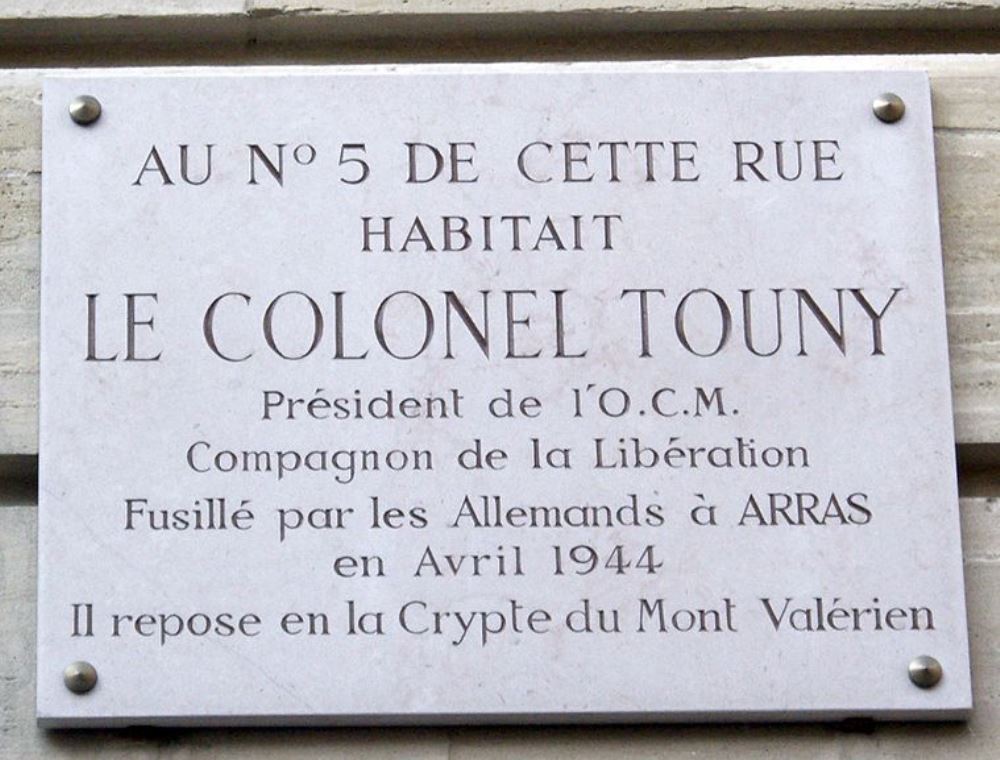 AU Nº 5 DE CETTE RUE
HABITAIT
LE COLONEL TOUNY
Président de l'O.C.M.
Compagnon de la Libération
Fusillé par les Allemands à ARRAS
en Avril 1944
Il repose en la Crypte du Mont Valérien